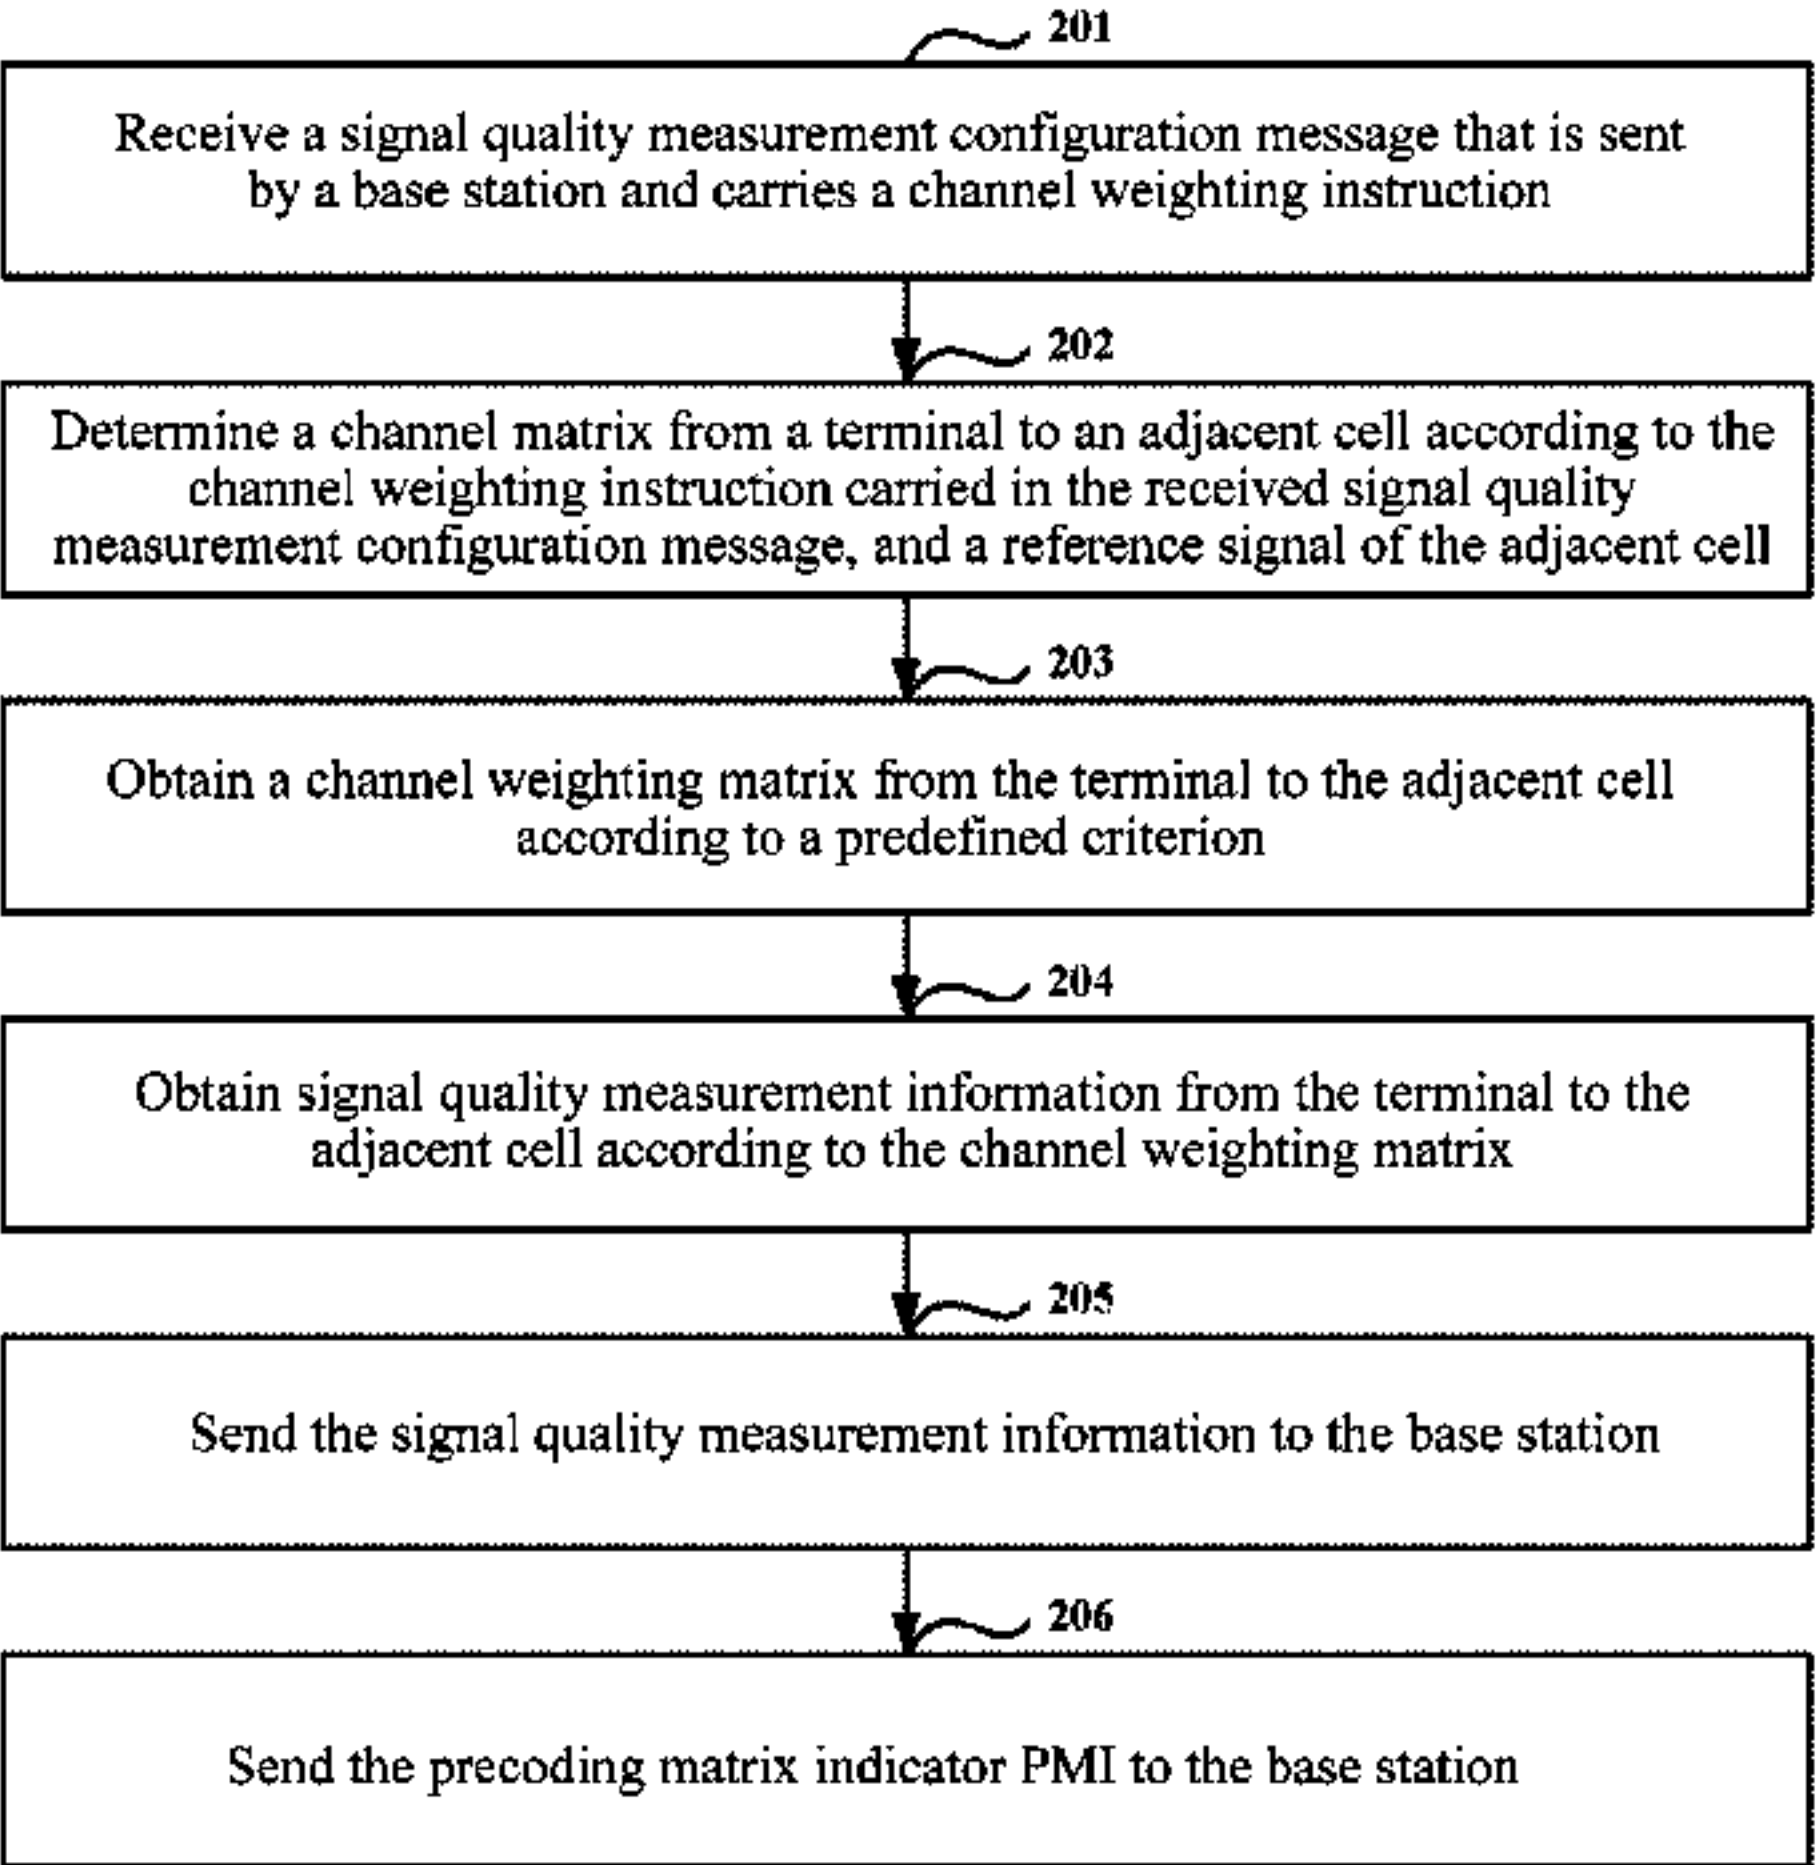 201
Receive a signal quality measurement configuration message that is sent
by a base station and carries a channel weighting instruction
202
Determine a channel matrix from a terminal to an adjacent cell according to the
channel weighting instruction carried in the received signal quality
measurement configuration message, and a reference signal of the adjacent cell
203
Obtain a channel weighting matrix from the terminal to the adjacent cell
according to a predefined criterion
204
Obtain signal quality measurement information from the terminal to the
adjacent cell according to the channel weighting matrix
205
Send the signal quality measurement information to the base station
206
Send the precoding matrix indicator PMI to the base station